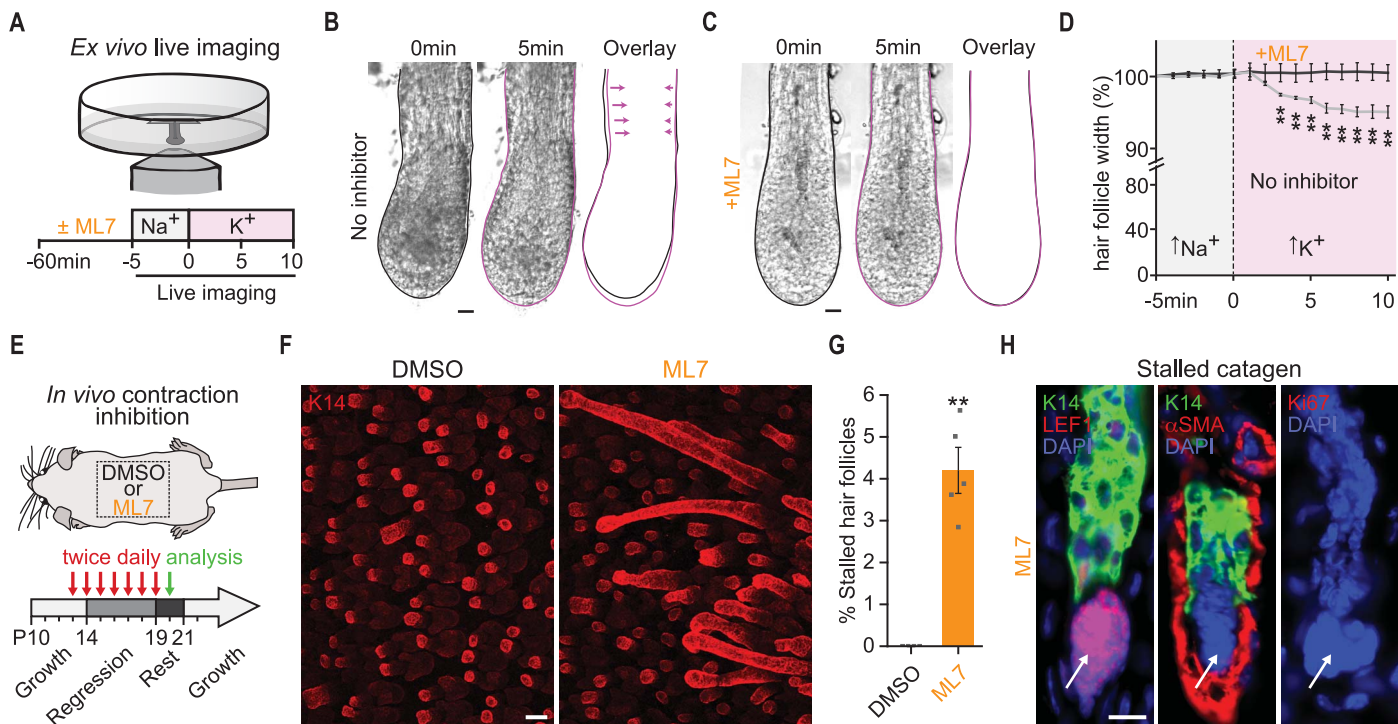 A
Ex vivo live imaging
± ML7
Na+
K+
-60min
-5
0
5
10
Live imaging
B
0min
5min
Overlay
No inhibitor
C
0min
5min
Overlay
+ML7
D
+ML7
hair follicle width (%)
100
90
80
40
0
No inhibitor
↑Na+
↑K+
** *** *** *** *** *** *** ***
-5min
0
5
10
E
In vivo contraction
inhibition
DMSO
or
ML7
twice daily analysis
P10
14
19
21
Growth
Regression
Rest
Growth
F
DMSO
ML7
K14
G
% Stalled hair follicles
6
5
4
3
2
1
0
**
DMSO
ML7
H
Stalled catagen
ML7
K14
LEF1
DAPI
K14
αSMA
DAPI
Ki67
DAPI